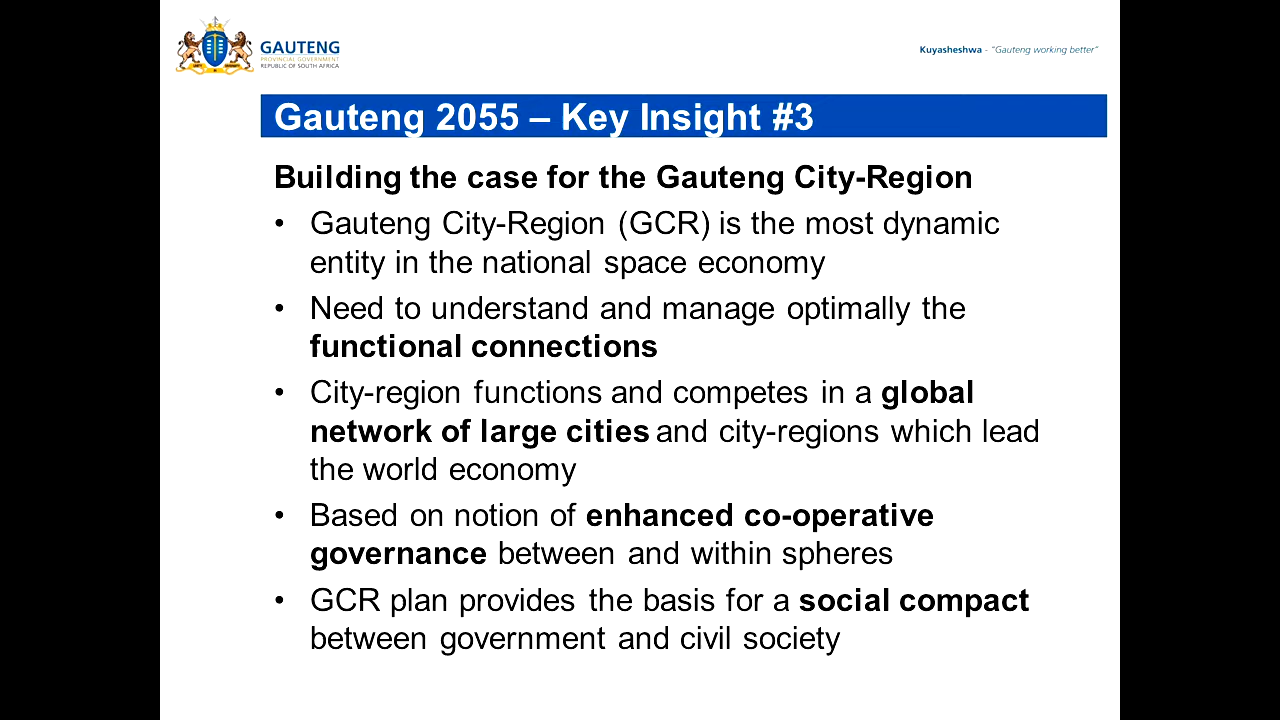 GAUTENG
PROVINCIAL GOVERNMENT
REPUBLIC OF SOUTH AFRICA
Kuyasheshwa - “Gauteng working better”
Gauteng 2055 – Key Insight #3
Building the case for the Gauteng City-Region
• Gauteng City-Region (GCR) is the most dynamic
entity in the national space economy
• Need to understand and manage optimally the
functional connections
• City-region functions and competes in a global
network of large cities and city-regions which lead
the world economy
• Based on notion of enhanced co-operative
governance between and within spheres
• GCR plan provides the basis for a social compact
between government and civil society